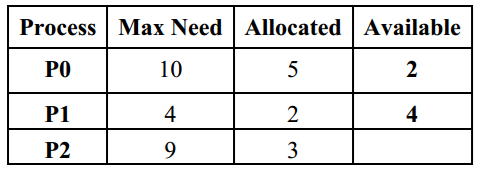 Process Max Need Allocated Available
P0 10 5 2
P1 4 2 4
P2 9 3